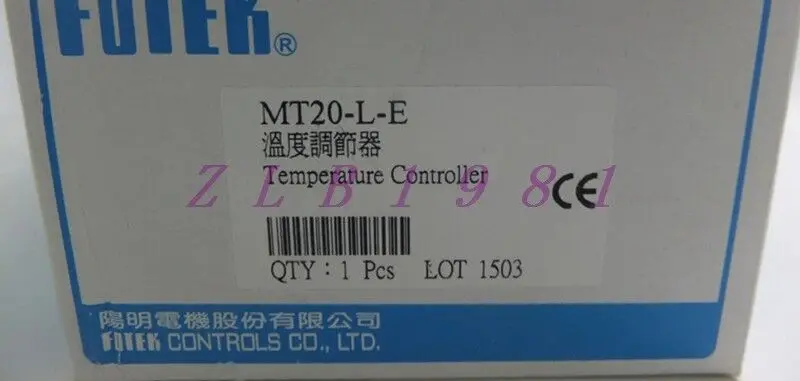 FOTEK®
MT20-L-E
溫度調節器
Temperature Controller
ZLB1981
CE
QTY : 1 Pcs LOT 1503
陽明電機股份有限公司
FOTEK CONTROLS CO., LTD.